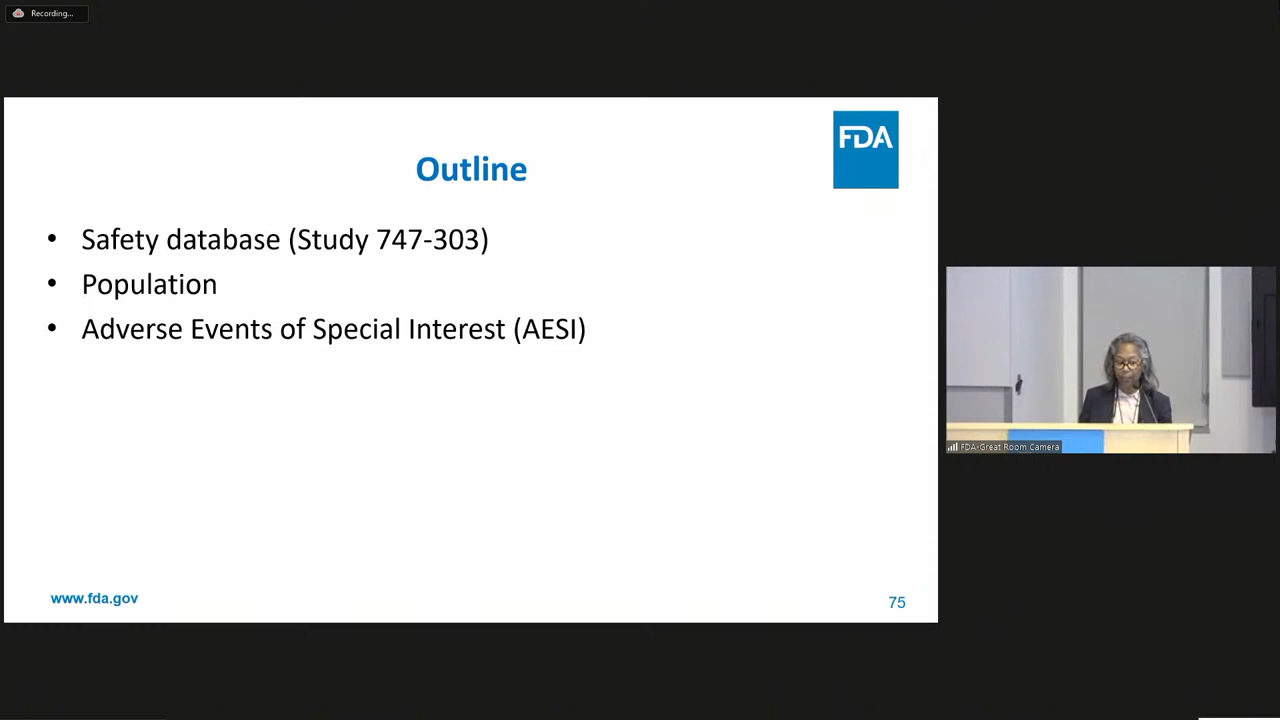 Recording...
FDA
Outline
• Safety database (Study 747-303)
• Population
• Adverse Events of Special Interest (AESI)
www.fda.gov
75
FDA-Great Room Camera